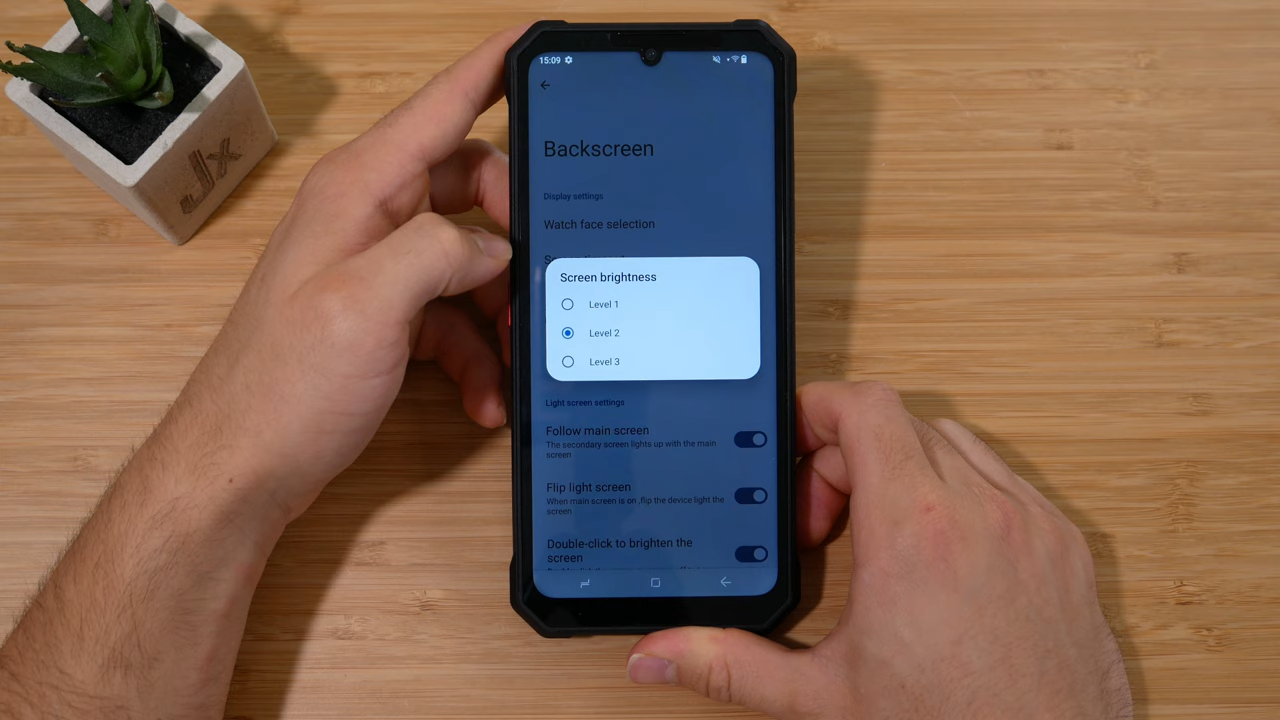 15:09
Backscreen
Display settings
Watch face selection
Screen brightness
Level 1
Level 2
Level 3
Light screen settings
Follow main screen
The secondary screen lights up with the main
screen
Flip light screen
When main screen is on ,flip the device light the
screen
Double-click to brighten the
screen
Jx